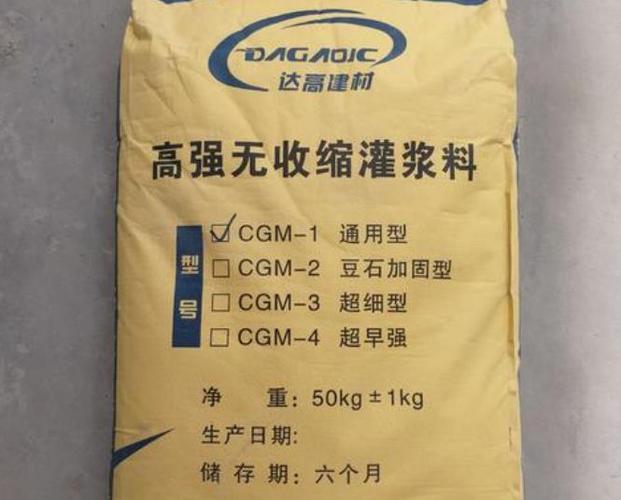 DAGAOJC
达高建材
高强无收缩灌浆料
型号
☑CGM-1 通用型
☐CGM-2 豆石加固型
☐CGM-3 超细型
☐CGM-4 超早强
净 重：50kg±1kg
生产日期：
储存期：六个月